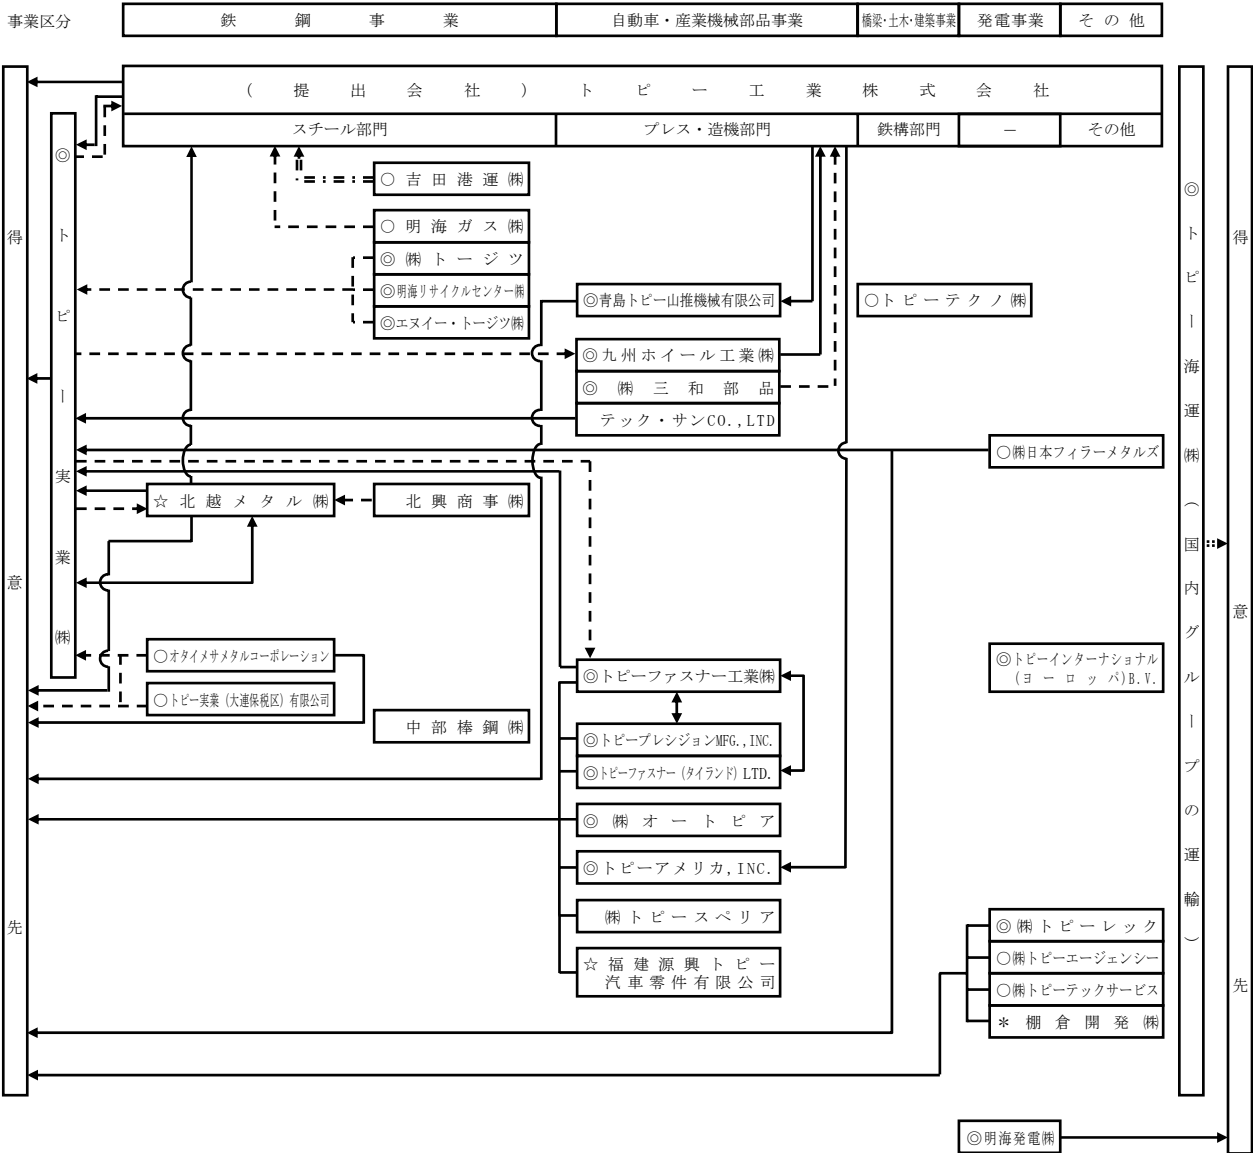 事業区分
鉄鋼事業
自動車・産業機械部品事業
橋梁・土木・建築事業
発電事業
その他
(提出会社)トピー工業株式会社
スチール部門
プレス・造機部門
鉄構部門
－
その他
得意先
◎トピー実業㈱
○吉田港運㈱
○明海ガス㈱
◎㈱トージツ
◎明海リサイクルセンター㈱
◎エヌイー・トージツ㈱
◎青島トピー山推機械有限公司
○トピーテクノ㈱
◎九州ホイール工業㈱
◎㈱三和部品
テック・サンCO.,LTD
○㈱日本フィラーメタルズ
☆北越メタル㈱
北興商事㈱
○オタイメサメタルコーポレーション
○トピー実業(大連保税区)有限公司
中部棒鋼㈱
◎トピーファスナー工業㈱
◎トピーインターナショナル
(ヨーロッパ)B.V.
◎トピープレシジョンMFG.,INC.
◎トピーファスナー(タイランド)LTD.
◎㈱オートピア
◎トピーアメリカ,INC.
㈱トピースペリア
☆福建源興トピー
汽車零件有限公司
◎㈱トピーレック
○㈱トピーエージェンシー
○㈱トピーテックサービス
＊棚倉開発㈱
◎明海発電㈱
◎トピー海運㈱(国内グループの運輸)
得意先